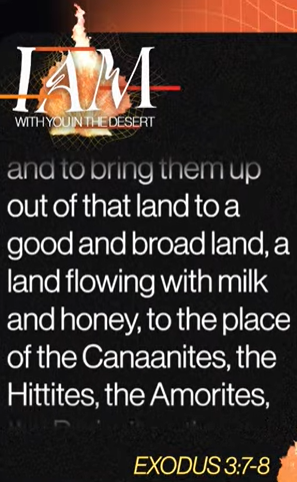 I AM
WITH YOU IN THE DESERT
and to bring them up
out of that land to a
good and broad land, a
land flowing with milk
and honey, to the place
of the Canaanites, the
Hittites, the Amorites,
EXODUS 3:7-8